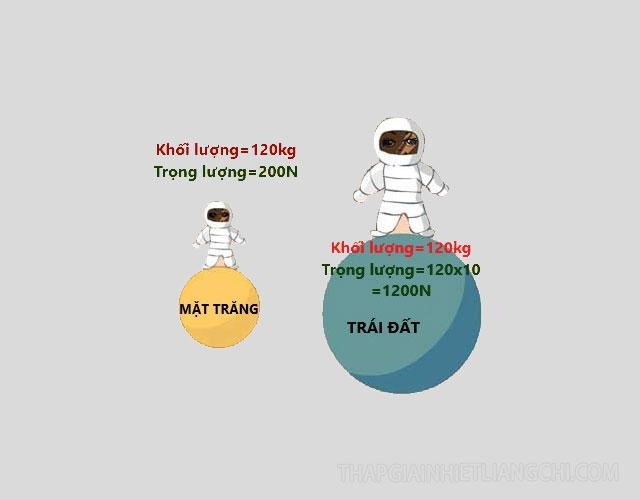 Khối lượng=120kg
Trọng lượng=200N
MẶT TRĂNG
Khối lượng=120kg
Trọng lượng=120x10
=1200N
TRÁI ĐẤT
THAPGIAINHIETLIANGCHI.COM